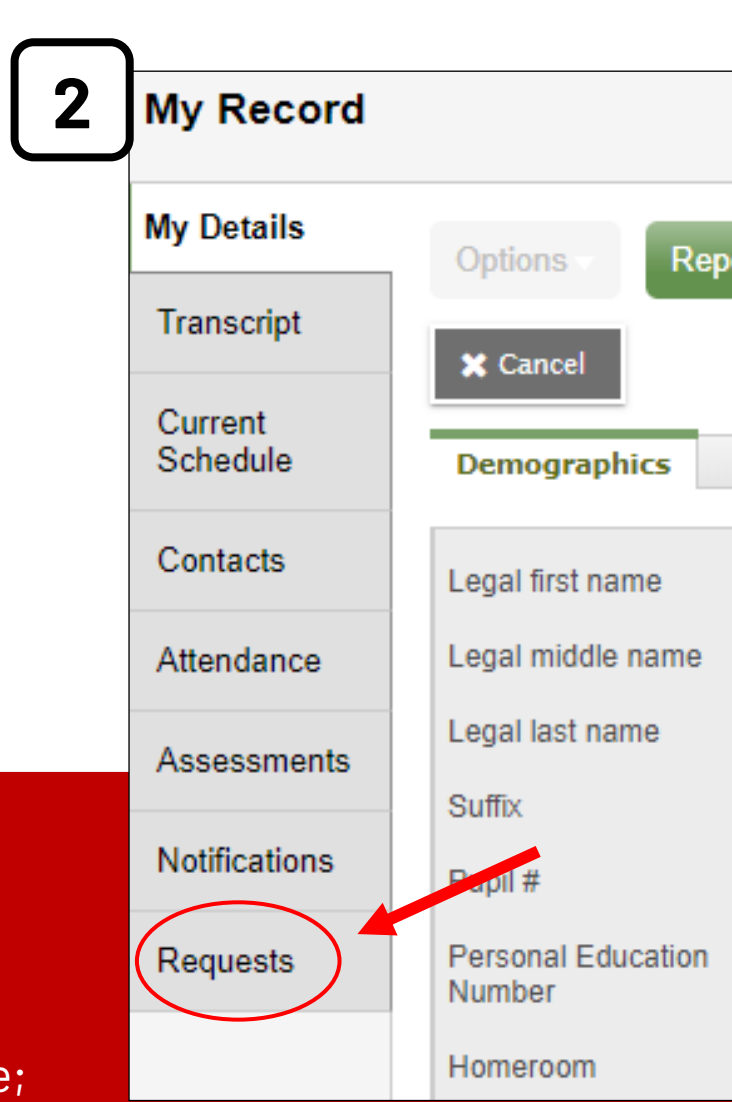 2
My Record
My Details
Transcript
Current
Schedule
Contacts
Attendance
Assessments
Notifications
Requests
Options
Rep
Cancel
Demographics
Legal first name
Legal middle name
Legal last name
Suffix
Pupil #
Personal Education
Number
Homeroom
e;